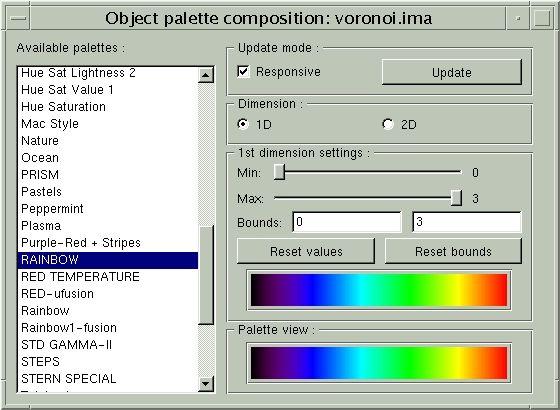 Object palette composition: voronoi.ima
Available palettes :
Hue Sat Lightness 2
Hue Sat Value 1
Hue Saturation
Mac Style
Nature
Ocean
PRISM
Pastels
Peppermint
Plasma
Purple-Red + Stripes
RAINBOW
RED TEMPERATURE
RED-ufusion
Rainbow
Rainbow1-fusion
STD GAMMA-II
STEPS
STERN SPECIAL
Update mode :
Responsive
Update
Dimension :
1D 2D
1st dimension settings :
Min: 0
Max: 3
Bounds: 0 3
Reset values Reset bounds
Palette view :